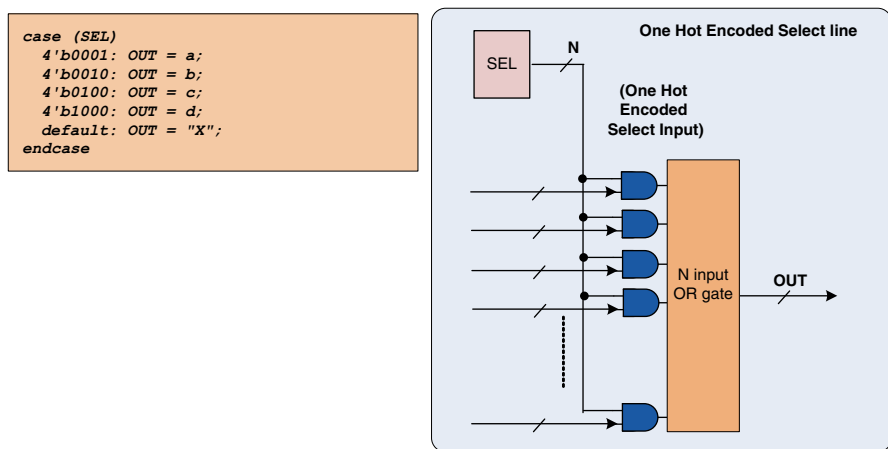 case (SEL)
4'b0001: OUT = a;
4'b0010: OUT = b;
4'b0100: OUT = c;
4'b1000: OUT = d;
default: OUT = "X";
endcase
One Hot Encoded Select line
SEL
N
(One Hot
Encoded
Select Input)
N input
OR gate
OUT